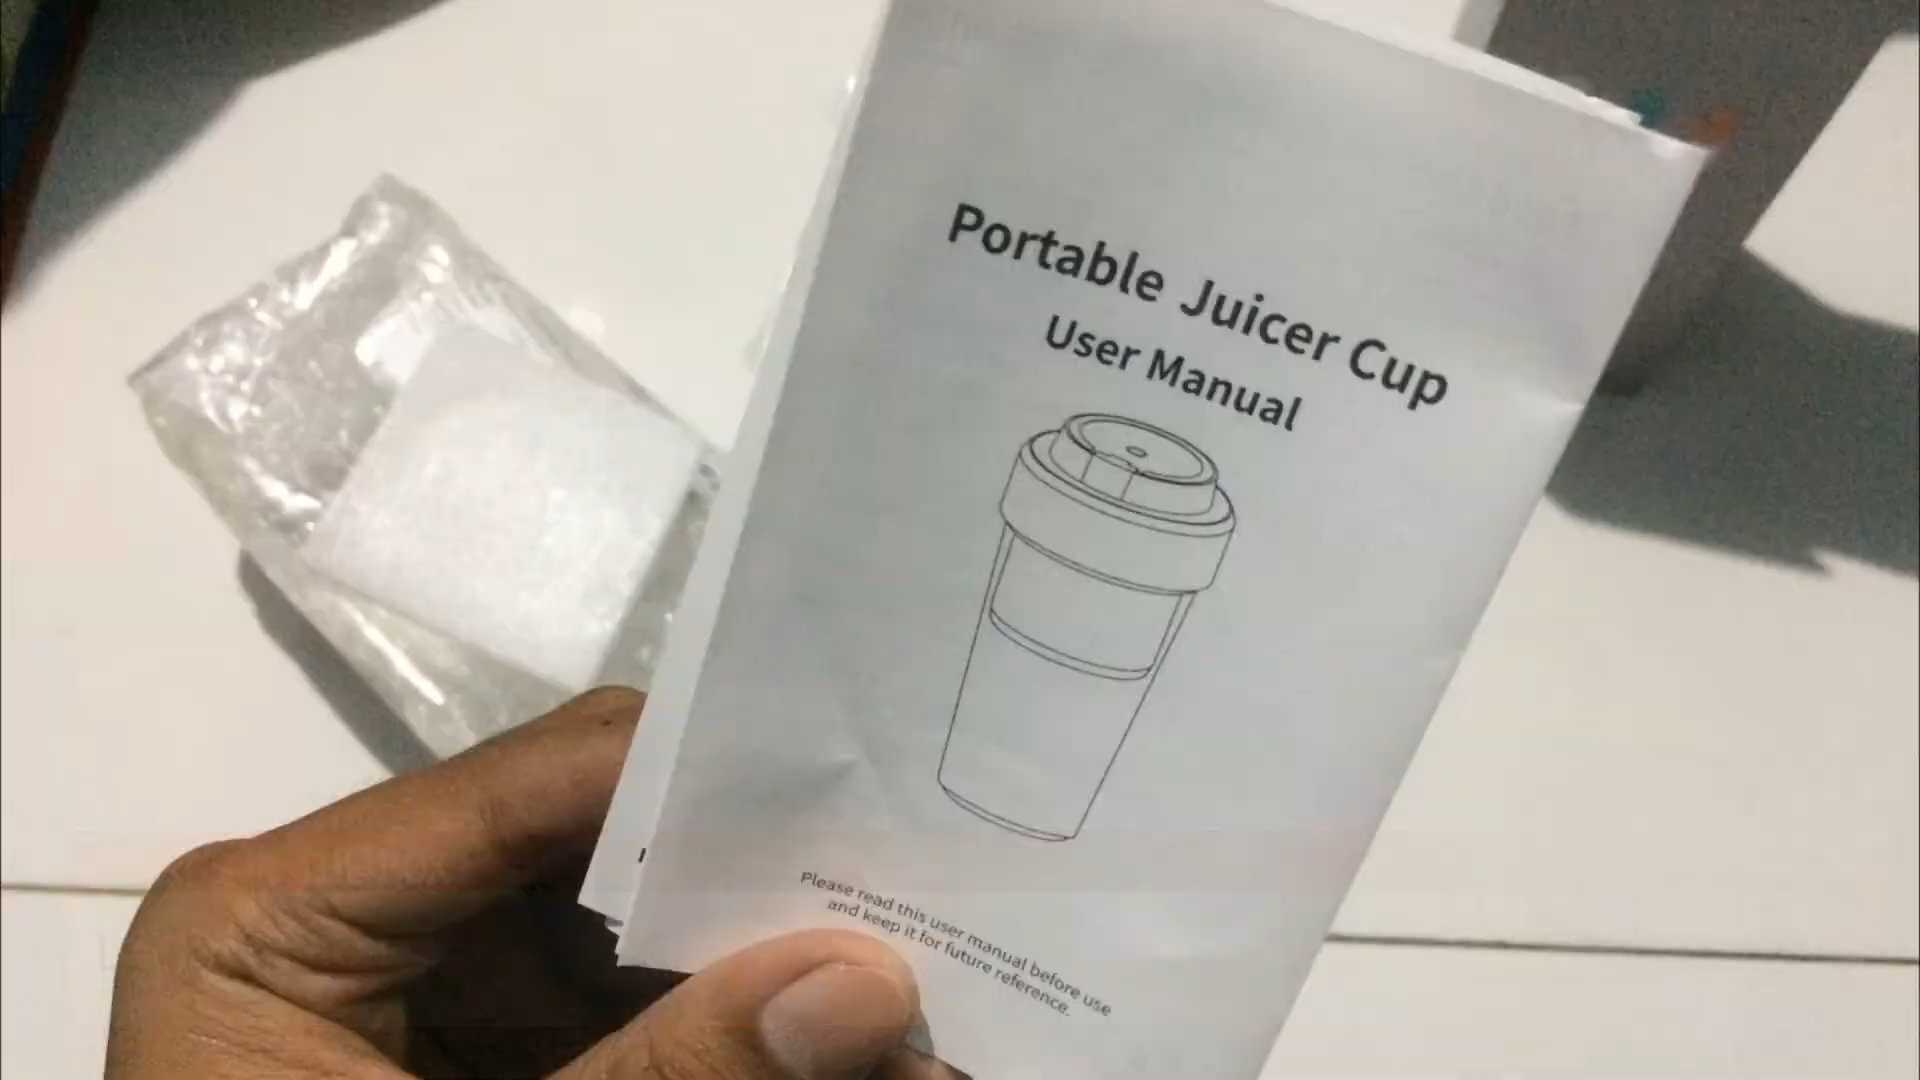 Portable Juicer Cup
User Manual
Please read this user manual before use
and keep it for future reference.